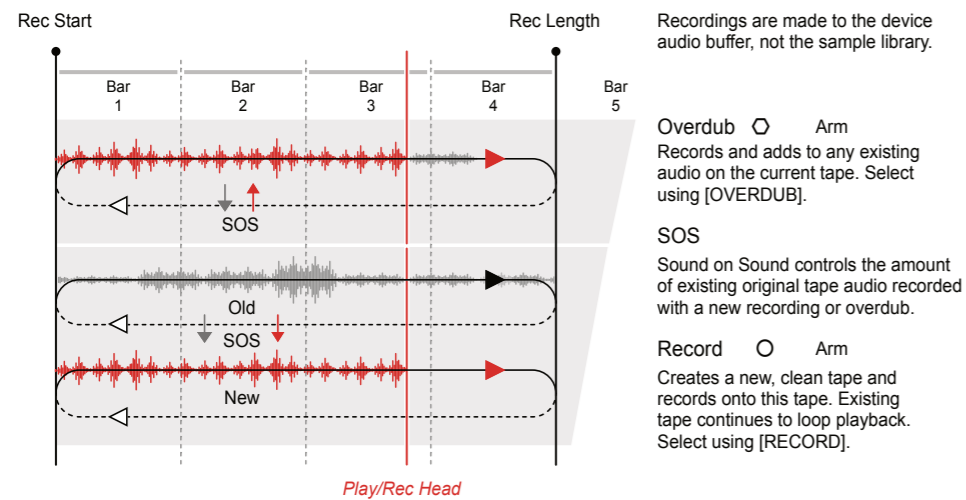 Rec Start
Rec Length
Bar
1
Bar
2
Bar
3
Bar
4
Bar
5
SOS
Old
SOS
New
Play/Rec Head
Recordings are made to the device
audio buffer, not the sample library.
Overdub Arm
Records and adds to any existing
audio on the current tape. Select
using [OVERDUB].
SOS
Sound on Sound controls the amount
of existing original tape audio recorded
with a new recording or overdub.
Record Arm
Creates a new, clean tape and
records onto this tape. Existing
tape continues to loop playback.
Select using [RECORD].